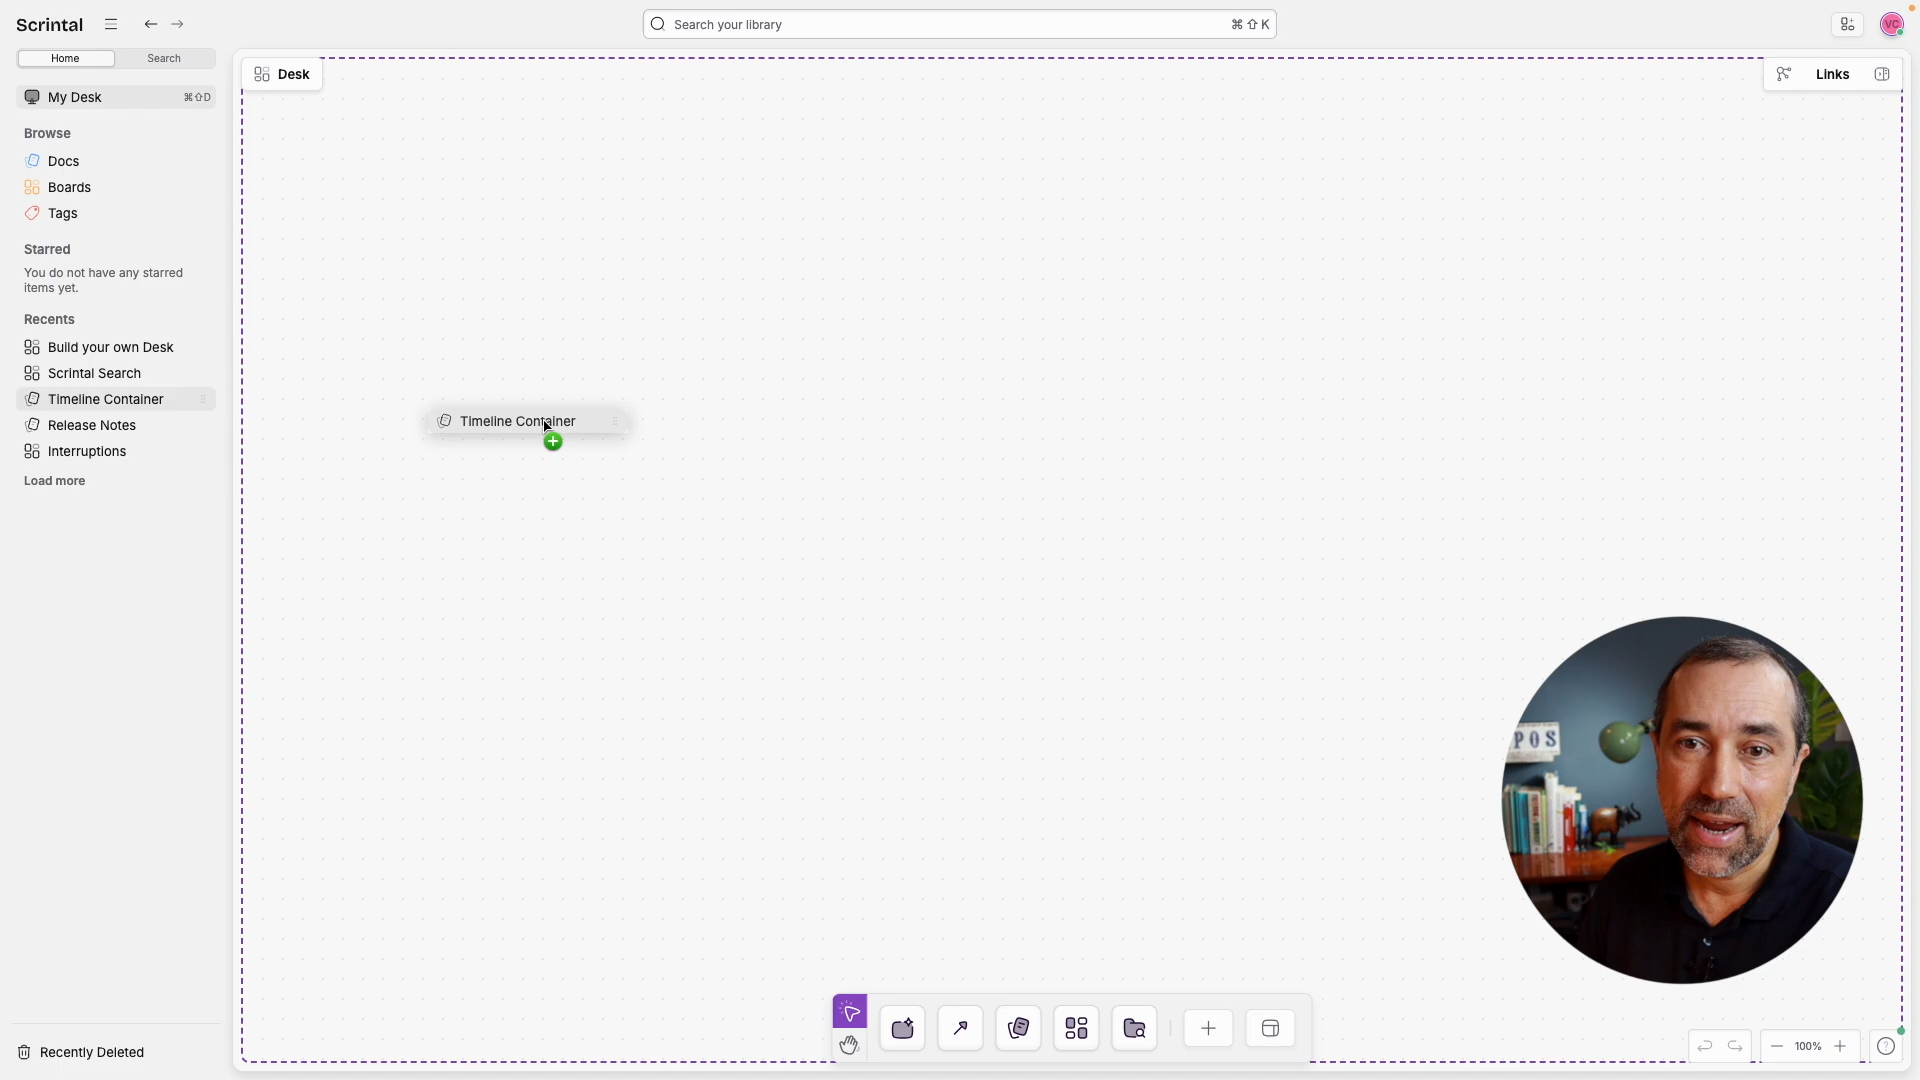 Scrintal
Search your library
⌘ ⇧ K
VC
Home
Search
My Desk
⌘⇧D
Browse
Docs
Boards
Tags
Starred
You do not have any starred
items yet.
Recents
Build your own Desk
Scrintal Search
Timeline Container
Release Notes
Interruptions
Load more
Recently Deleted
Desk
Links
Timeline Container
POS
100%